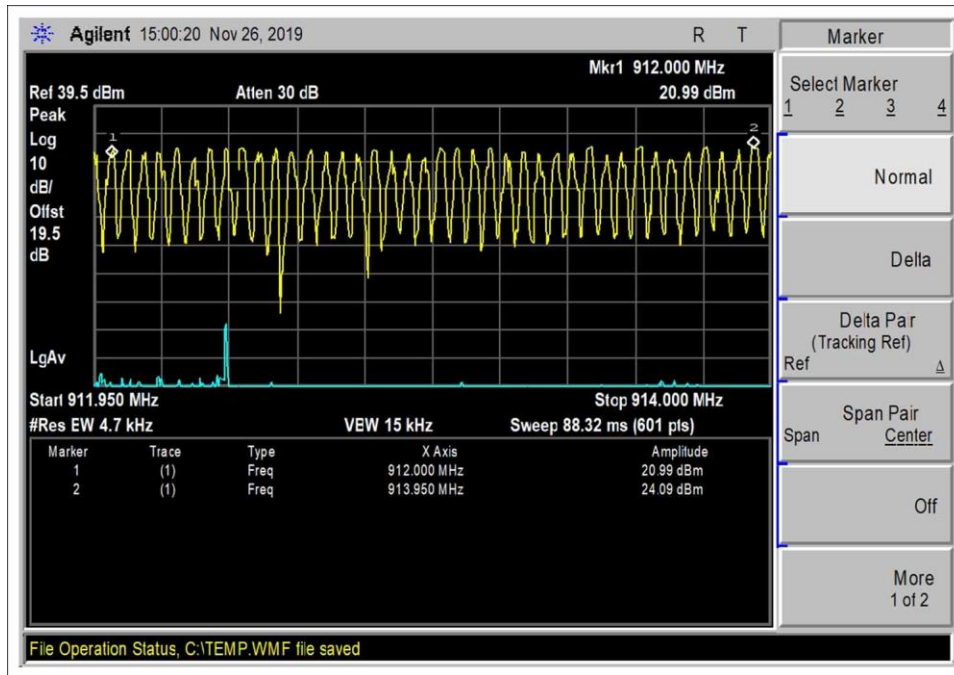 Agilent 15:00:20 Nov 26, 2019 R T
Mkr1 912.000 MHz
Ref 39.5 dBm Atten 30 dB 20.99 dBm
Peak
Log
10
dB/
Offst
19.5
dB
LgAv
1
2
Start 911.950 MHz Stop 914.000 MHz
#Res BW 4.7 kHz VBW 15 kHz Sweep 88.32 ms (601 pts)
Marker Trace Type X Axis Amplitude
1 (1) Freq 912.000 MHz 20.99 dBm
2 (1) Freq 913.950 MHz 24.09 dBm
File Operation Status, C:\TEMP.WMF file saved
Marker
Select Marker
1 2 3 4
Normal
Delta
Delta Pair
(Tracking Ref)
Ref Δ
Span Pair
Span Center
Off
More
1 of 2